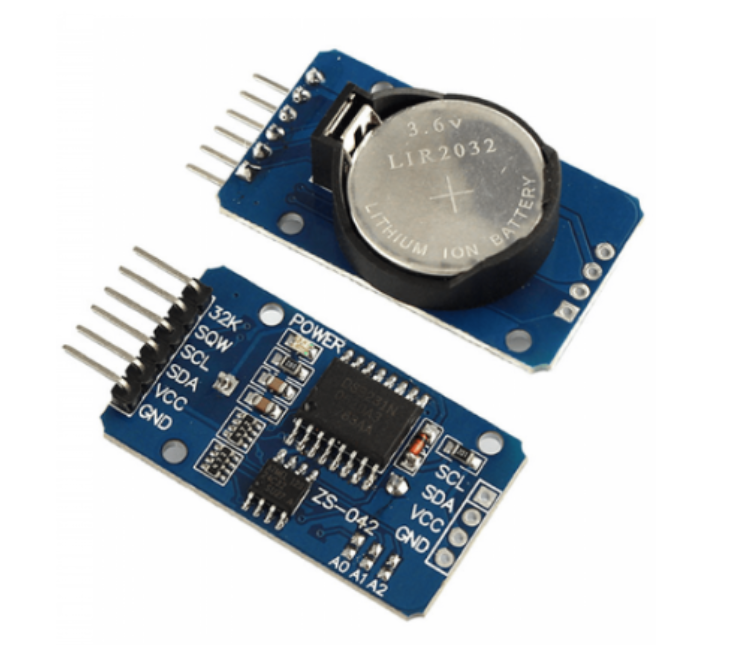 3.6v
LIR2032
LITHIUM ION BATTERY
32K
SQW
SCL
SDA
VCC
GND
POWER
ZS-042
A0 A1 A2
SCL
SDA
VCC
GND